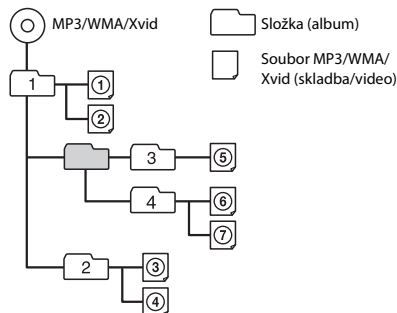 MP3/WMA/Xvid
Složka (album)
Soubor MP3/WMA/
Xvid (skladba/video)
1
①
②
3
⑤
4
⑥
⑦
2
③
④